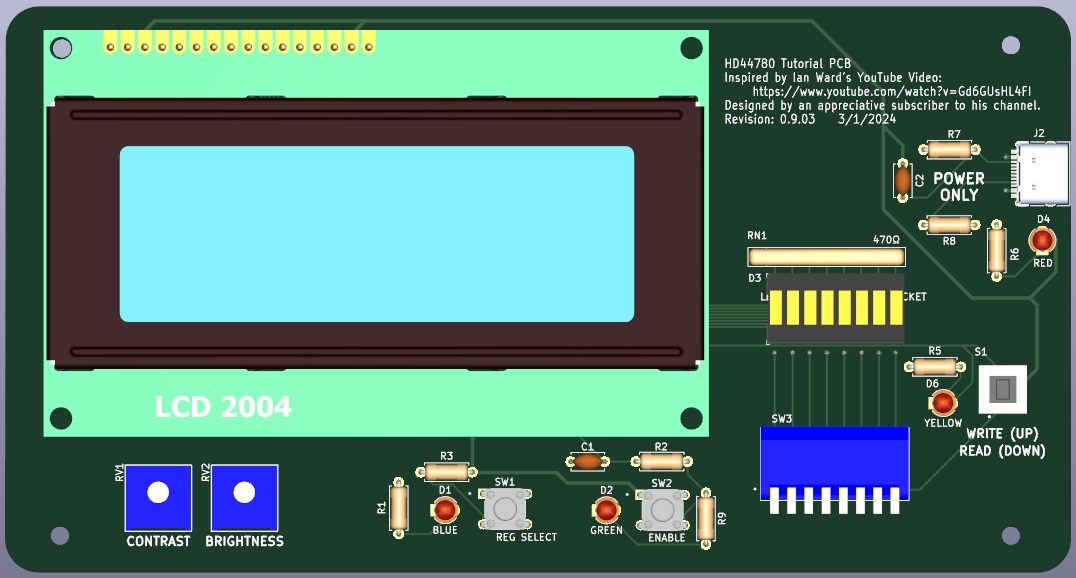 HD44780 Tutorial PCB
Inspired by Ian Ward's YouTube Video:
https://www.youtube.com/watch?v=Gd6GUsHL4FI
Designed by an appreciative subscriber to his channel.
Revision: 0.9.03 3/1/2024
R7
J2
C2
POWER
ONLY
R8
R6
D4
RED
RN1
470Ω
D3
LCD 2004
R5
S1
D6
YELLOW
WRITE (UP)
READ (DOWN)
SW3
RV1
CONTRAST
RV2
BRIGHTNESS
R3
R1
D1
BLUE
SW1
REG SELECT
C1
R2
D2
GREEN
SW2
ENABLE
R9